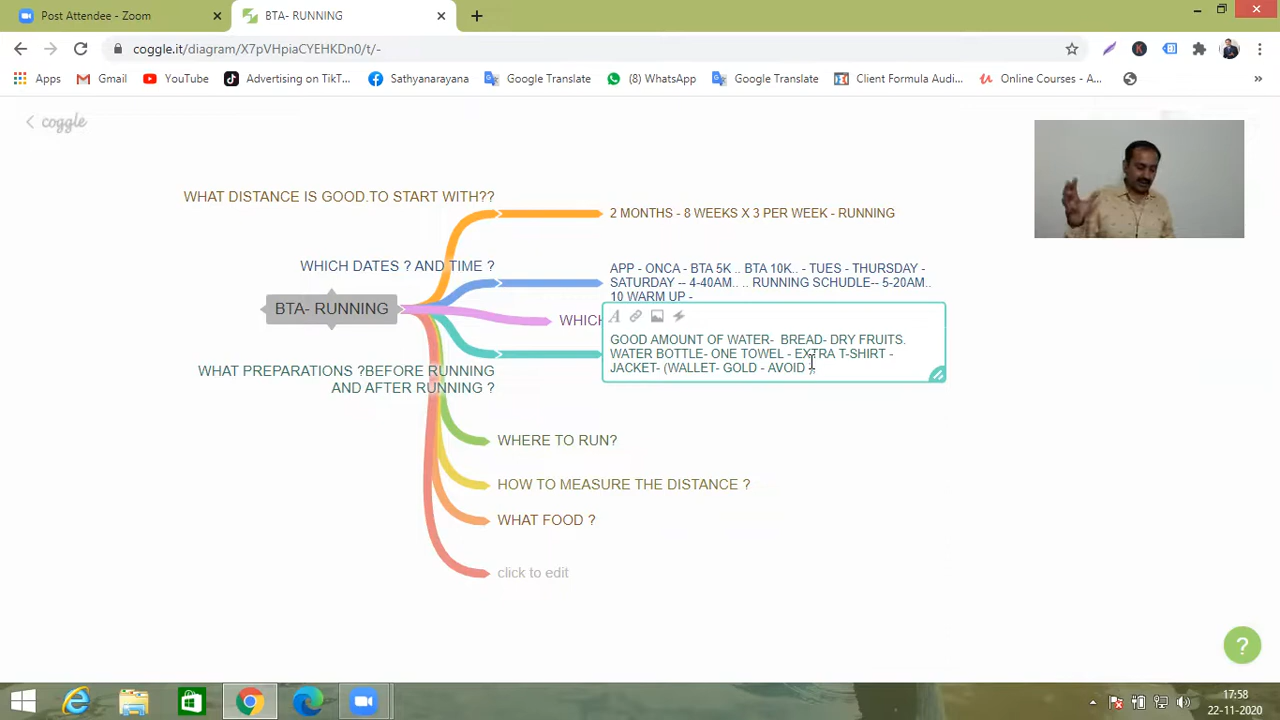 Post Attendee - Zoom
BTA- RUNNING
coggle.it/diagram/X7pVHpiaCYEHKDn0/t/-
Apps
Gmail
YouTube
Advertising on TikT...
Sathyanarayana
Google Translate
(8) WhatsApp
Google Translate
Client Formula Audi...
Online Courses - A...
coggle
WHAT DISTANCE IS GOOD.TO START WITH??
2 MONTHS - 8 WEEKS X 3 PER WEEK - RUNNING
WHICH DATES ? AND TIME ?
APP - ONCA - BTA 5K .. BTA 10K.. - TUES - THURSDAY -
SATURDAY -- 4-40AM.. .. RUNNING SCHUDLE-- 5-20AM..
10 WARM UP -
BTA- RUNNING
WHICH
GOOD AMOUNT OF WATER- BREAD- DRY FRUITS.
WATER BOTTLE- ONE TOWEL - EXTRA T-SHIRT -
JACKET- (WALLET- GOLD - AVOID ),
WHAT PREPARATIONS ?BEFORE RUNNING
AND AFTER RUNNING ?
WHERE TO RUN?
HOW TO MEASURE THE DISTANCE ?
WHAT FOOD ?
click to edit
?
17:58
22-11-2020